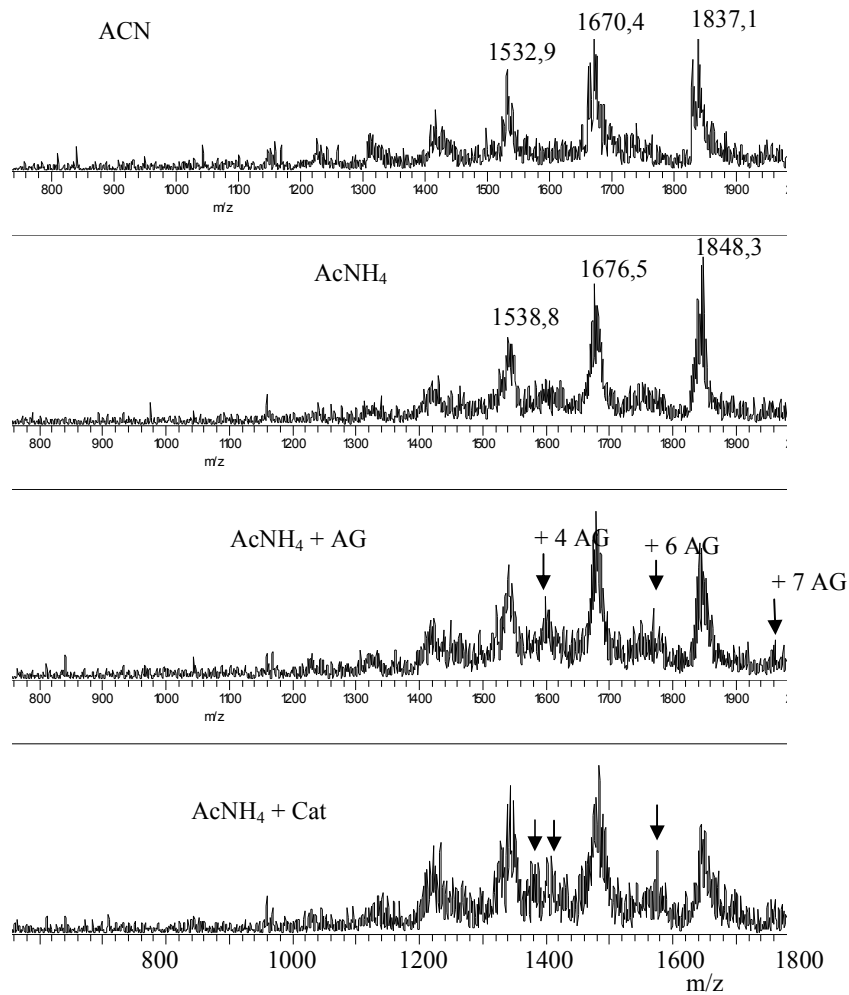 ACN
1532,9
1670,4
1837,1
800 900 1000 1100 1200 1300 1400 1500 1600 1700 1800 1900
m/z
AcNH₄
1538,8
1676,5
1848,3
800 900 1000 1100 1200 1300 1400 1500 1600 1700 1800 1900
m/z
AcNH₄ + AG
+ 4 AG
+ 6 AG
+ 7 AG
800 900 1000 1100 1200 1300 1400 1500 1600 1700 1800 1900
m/z
AcNH₄ + Cat
800 1000 1200 1400 1600 1800
m/z